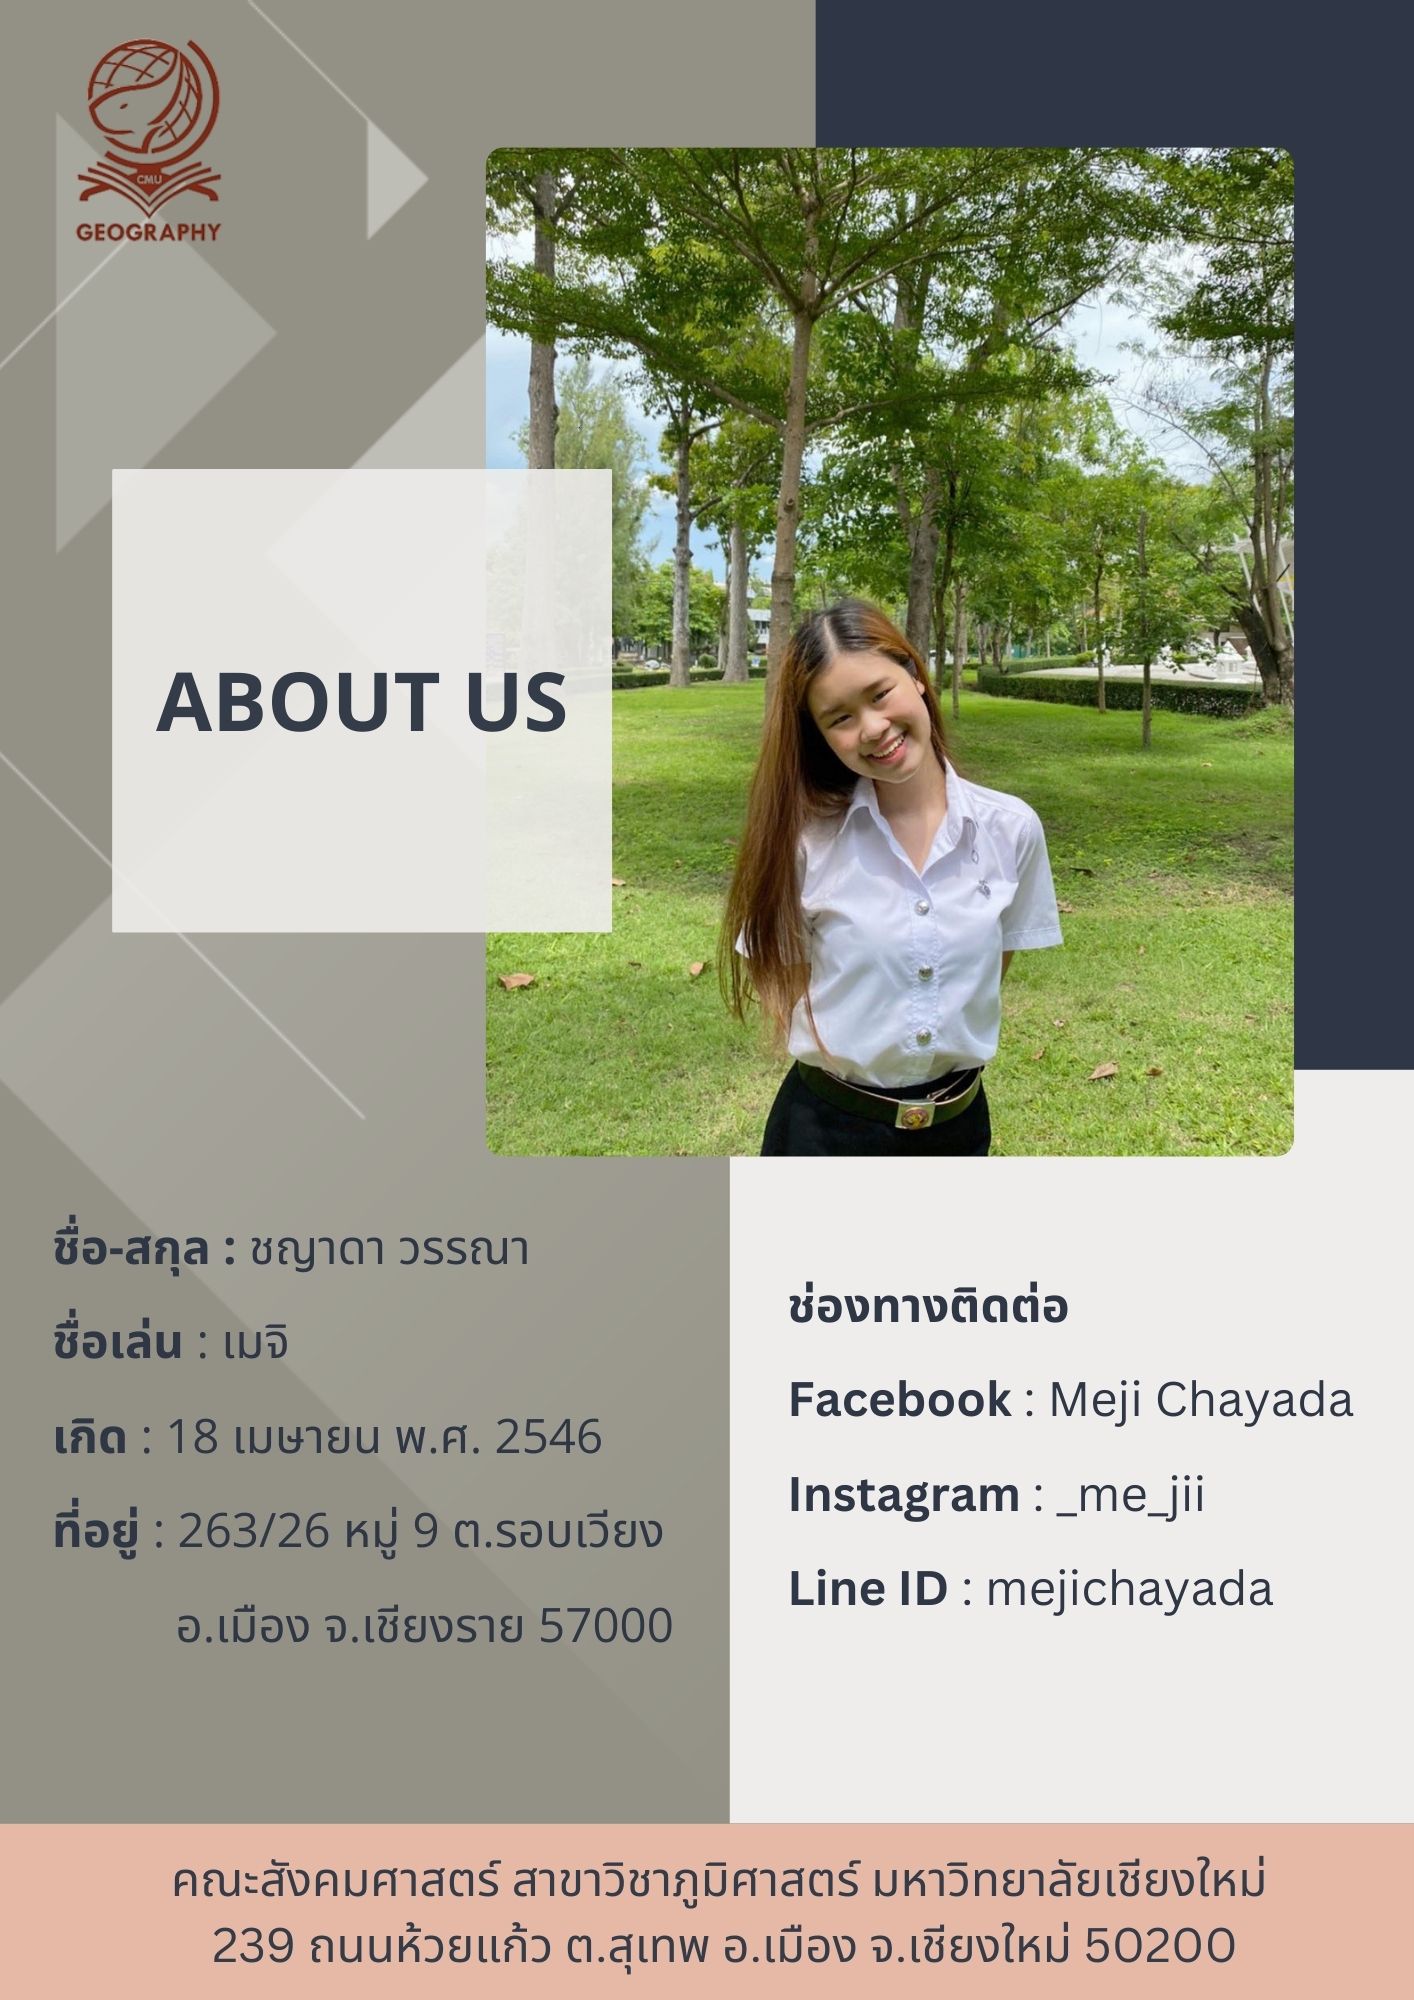 CMU
GEOGRAPHY
ABOUT US
ชื่อ-สกุล : ชญาดา วรรณา
ชื่อเล่น : เมจิ
เกิด : 18 เมษายน พ.ศ. 2546
ที่อยู่ : 263/26 หมู่ 9 ต.รอบเวียง
อ.เมือง จ.เชียงราย 57000
ช่องทางติดต่อ
Facebook : Meji Chayada
Instagram : _me_jii
Line ID : mejichayada
คณะสังคมศาสตร์ สาขาวิชาภูมิศาสตร์ มหาวิทยาลัยเชียงใหม่
239 ถนนห้วยแก้ว ต.สุเทพ อ.เมือง จ.เชียงใหม่ 50200